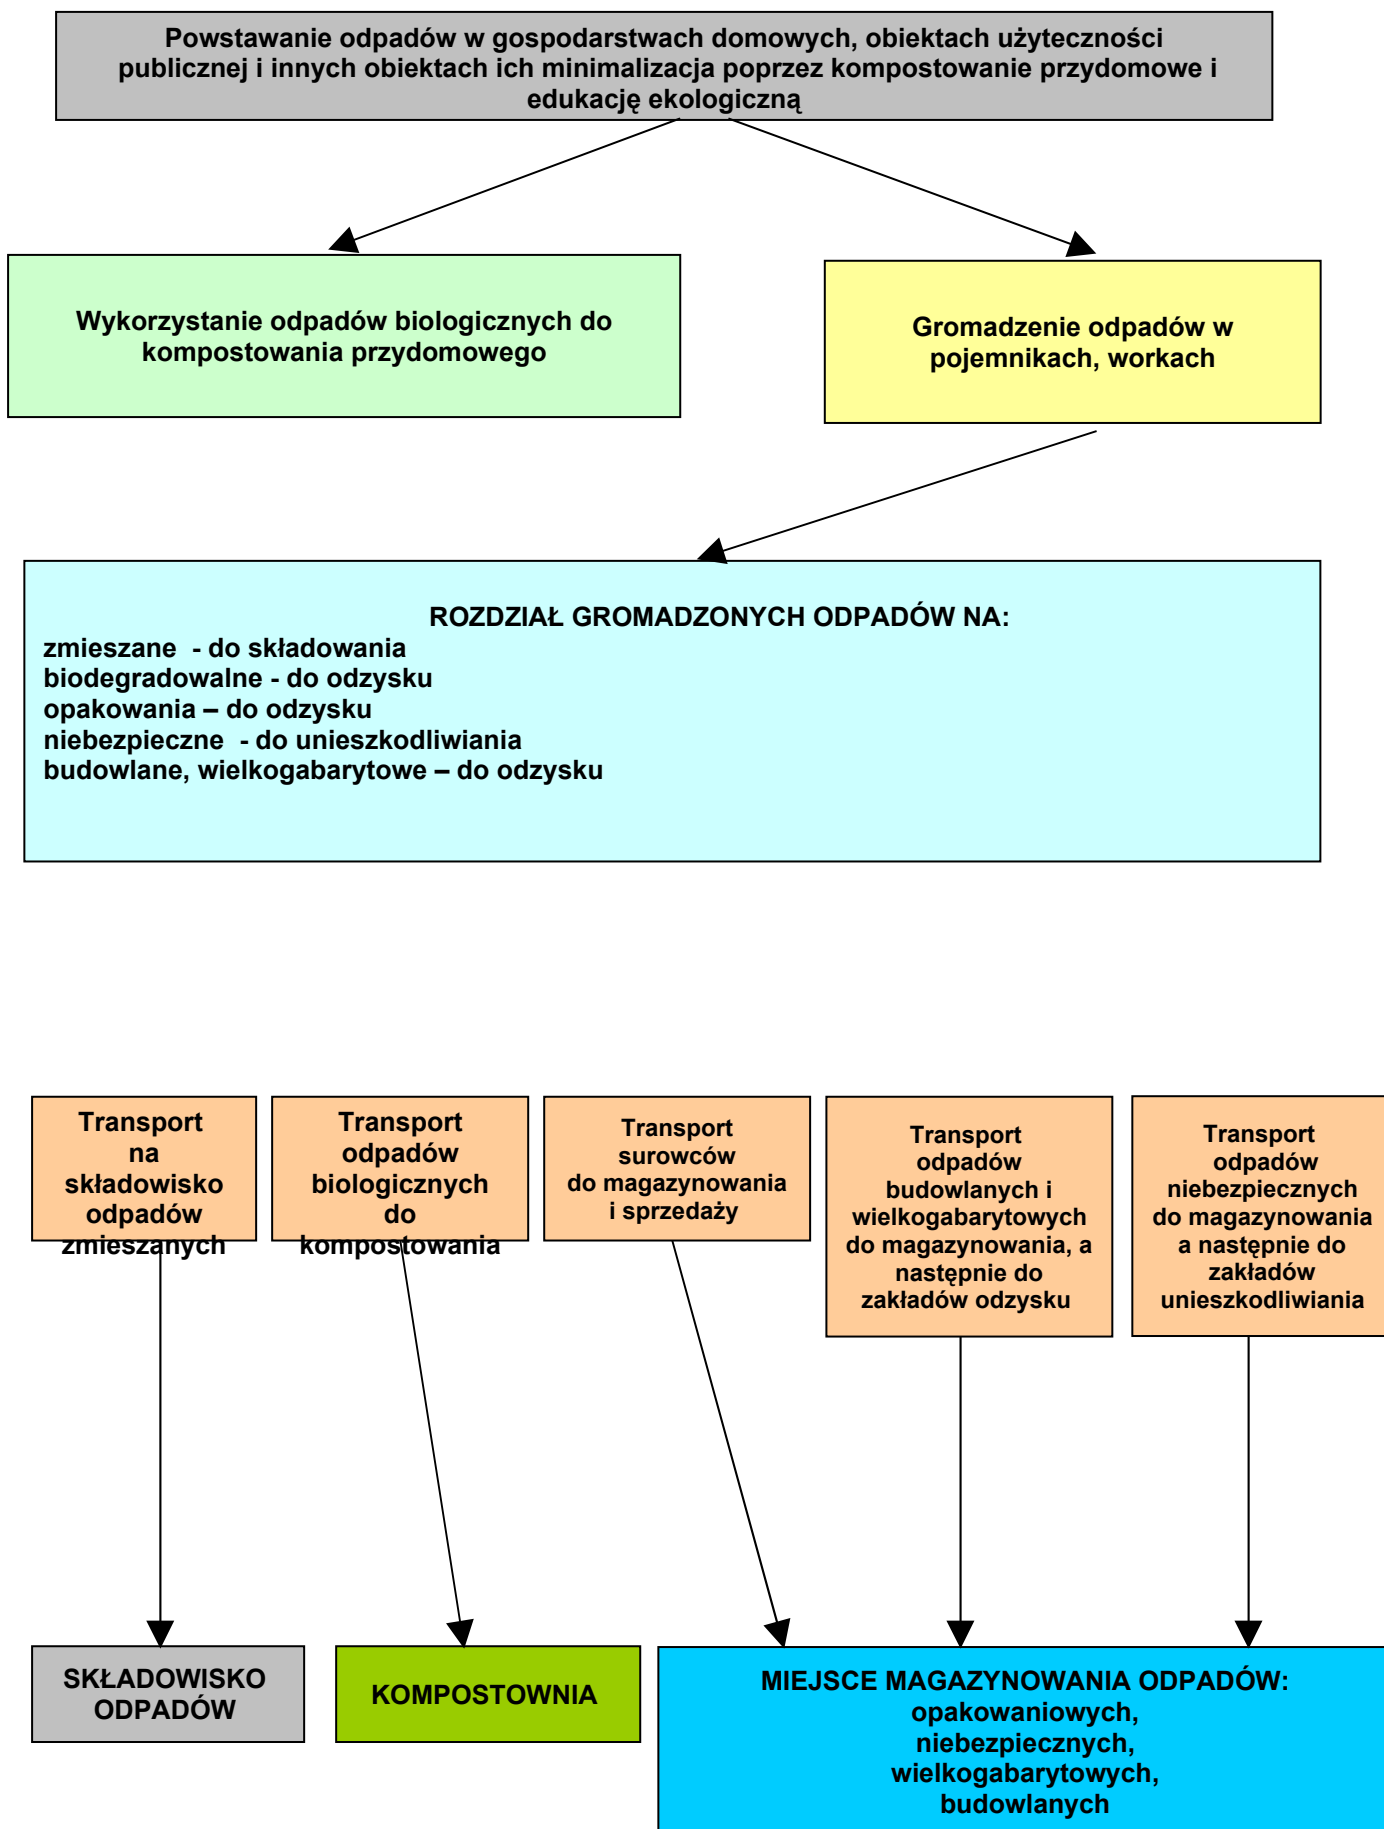 Powstawanie odpadów w gospodarstwach domowych, obiektach użyteczności
publicznej i innych obiektach ich minimalizacja poprzez kompostowanie przydomowe i
edukację ekologiczną
Wykorzystanie odpadów biologicznych do
kompostowania przydomowego
Gromadzenie odpadów w
pojemnikach, workach
ROZDZIAŁ GROMADZONYCH ODPADÓW NA:
zmieszane - do składowania
biodegradowalne - do odzysku
opakowania – do odzysku
niebezpieczne - do unieszkodliwiania
budowlane, wielkogabarytowe – do odzysku
Transport
na
składowisko
odpadów
zmieszanych
Transport
odpadów
biologicznych
do
kompostowania
Transport
surowców
do magazynowania
i sprzedaży
Transport
odpadów
budowlanych i
wielkogabarytowych
do magazynowania, a
następnie do
zakładów odzysku
Transport
odpadów
niebezpiecznych
do magazynowania
a następnie do
zakładów
unieszkodliwiania
SKŁADOWISKO
ODPADÓW
KOMPOSTOWNIA
MIEJSCE MAGAZYNOWANIA ODPADÓW:
opakowaniowych,
niebezpiecznych,
wielkogabarytowych,
budowlanych